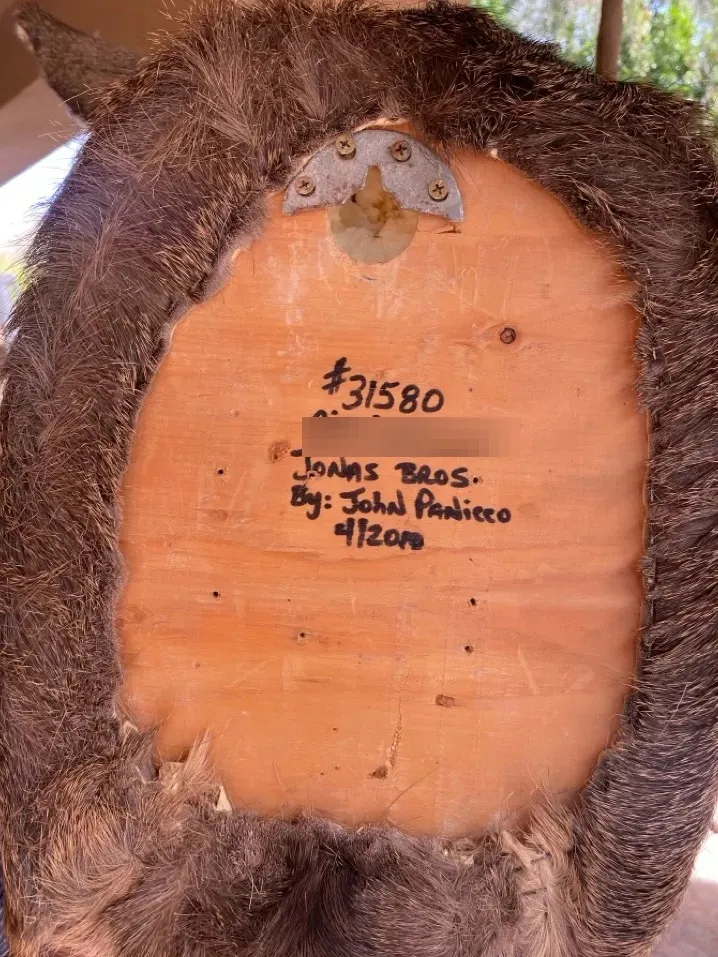 #31580
JONAS BROS.
By: John Panicco
4/2010